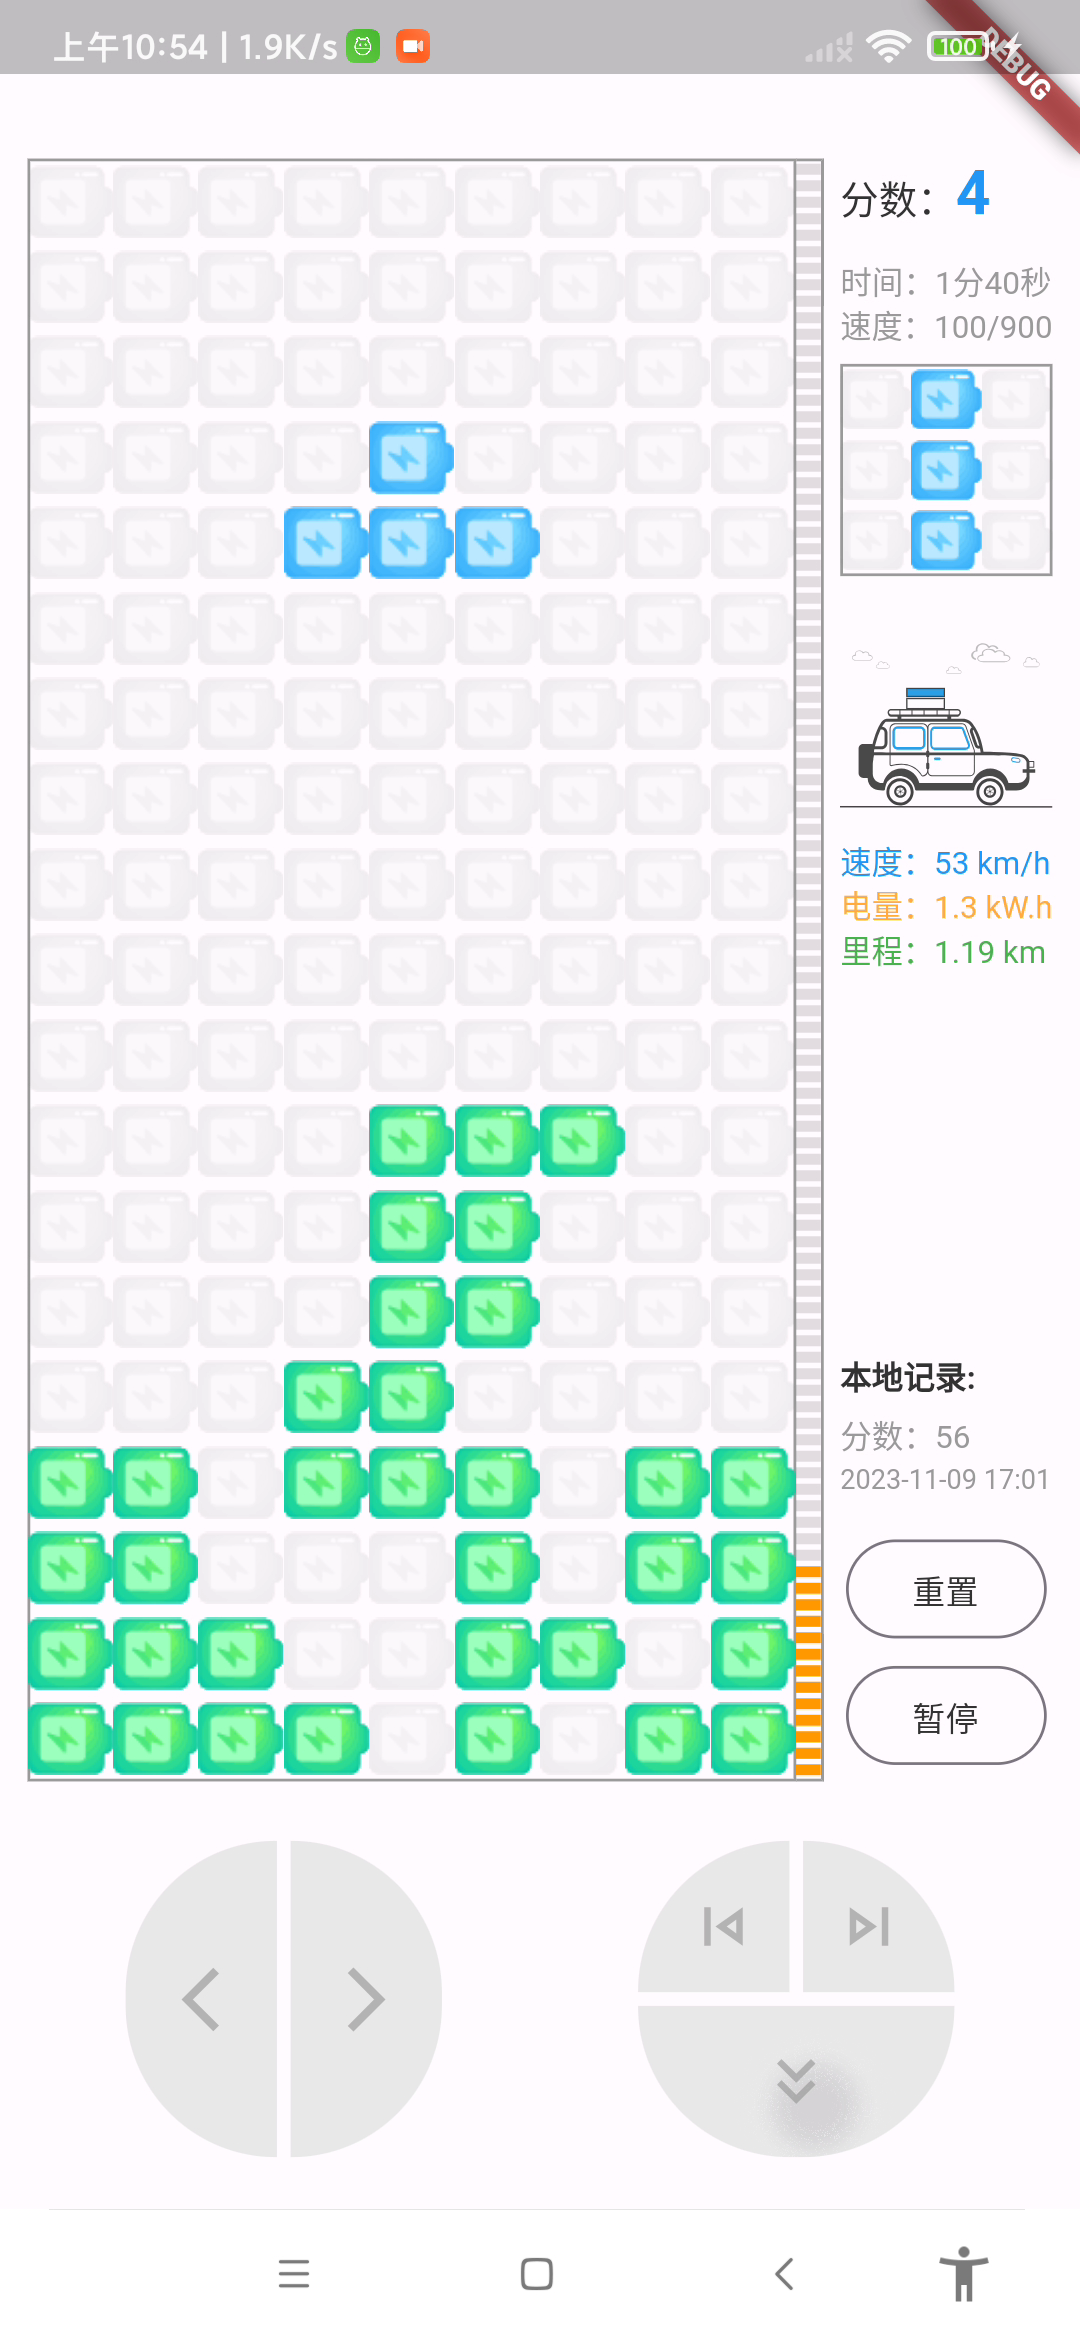 上午10:54 | 1.9K/s
100
DEBUG
分数：4
时间：1分40秒
速度：100/900
速度：53 km/h
电量：1.3 kW.h
里程：1.19 km
本地记录:
分数：56
2023-11-09 17:01
重置
暂停